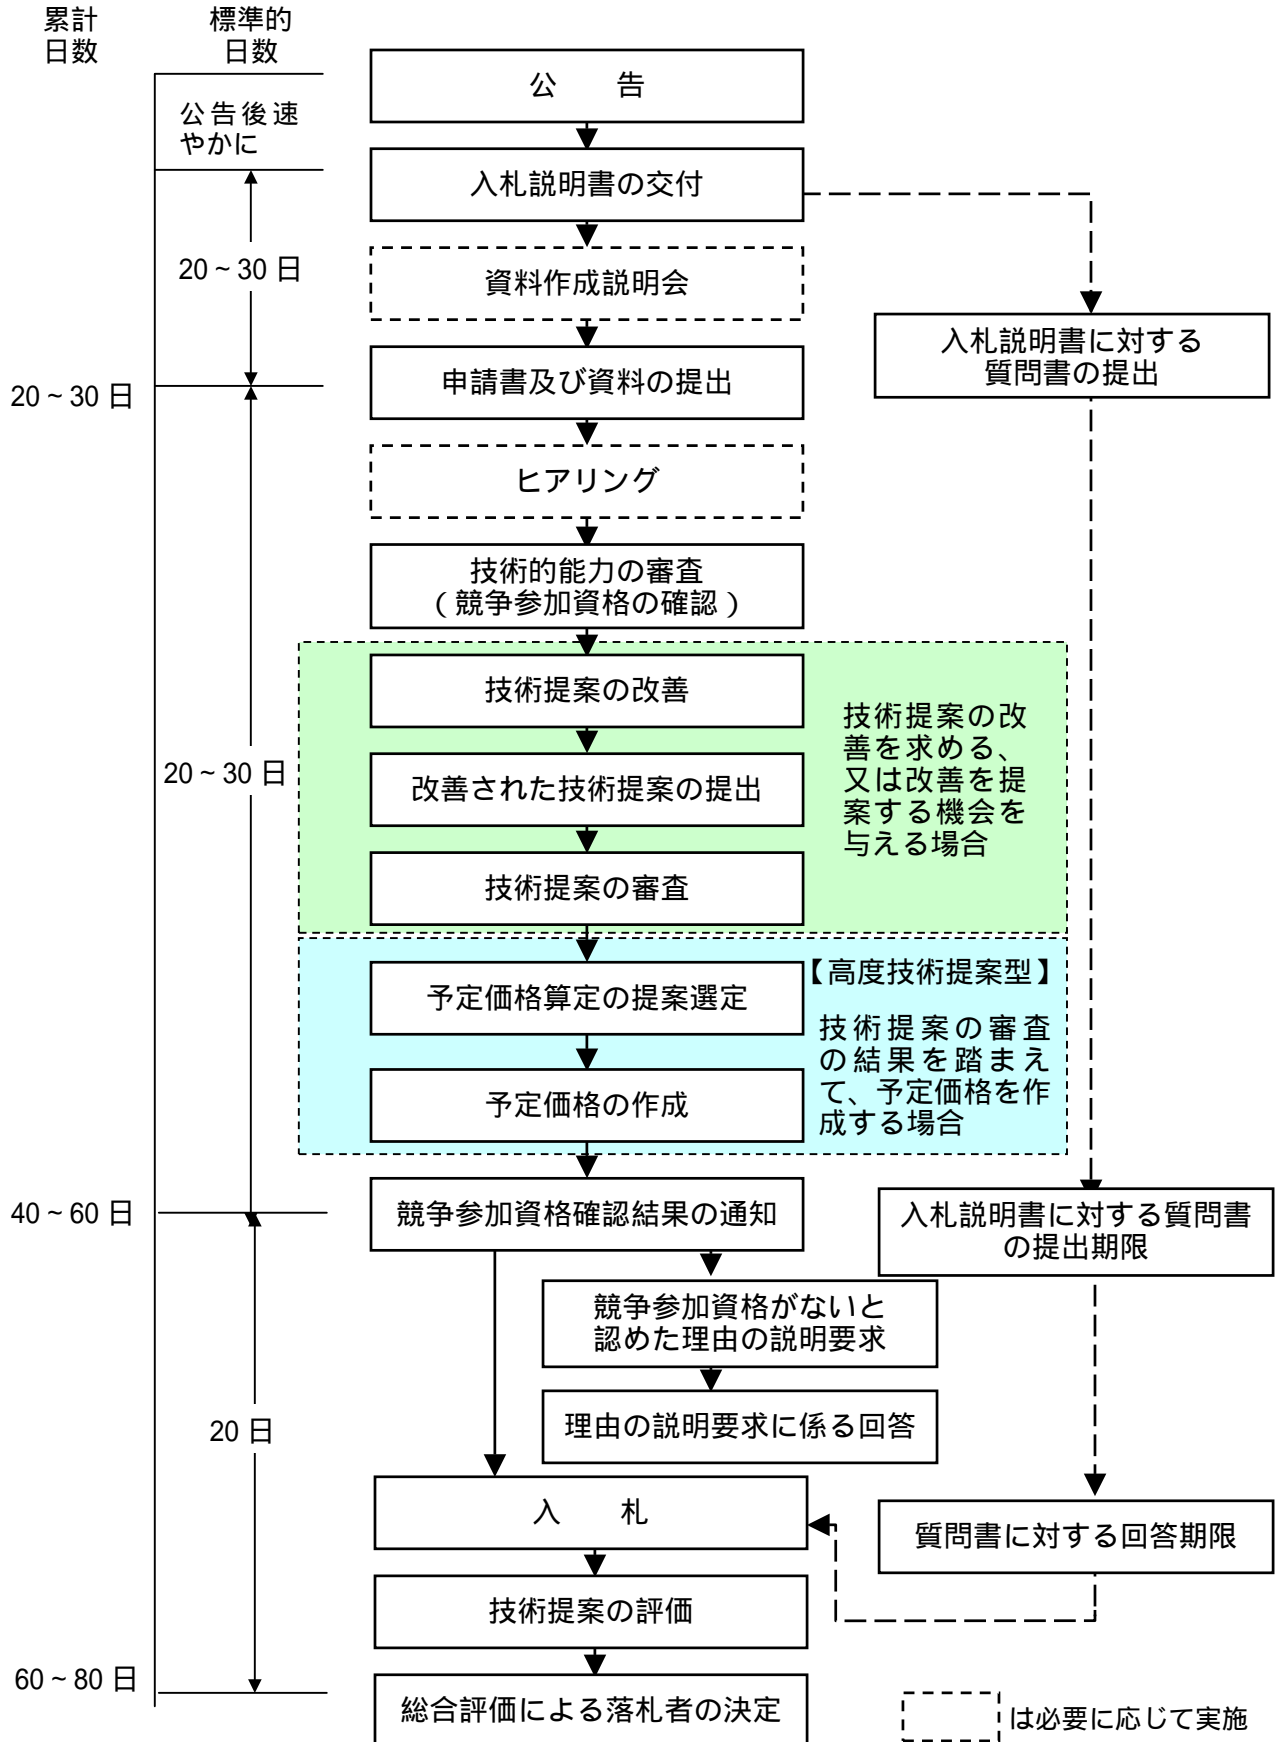 累計
日数
標準的
日数
公告後速
やかに
公　　告
入札説明書の交付
20～30 日
資料作成説明会
入札説明書に対する
質問書の提出
申請書及び資料の提出
20～30 日
ヒアリング
技術的能力の審査
（競争参加資格の確認）
技術提案の改善
技術提案の改
善を求める、
又は改善を提
案する機会を
与える場合
20～30 日
改善された技術提案の提出
技術提案の審査
【高度技術提案型】
予定価格算定の提案選定
技術提案の審査
の結果を踏まえ
て、予定価格を作
成する場合
予定価格の作成
40～60 日
競争参加資格確認結果の通知
入札説明書に対する質問書
の提出期限
競争参加資格がないと
認めた理由の説明要求
20 日
理由の説明要求に係る回答
入　　札
質問書に対する回答期限
技術提案の評価
60～80 日
総合評価による落札者の決定
は必要に応じて実施